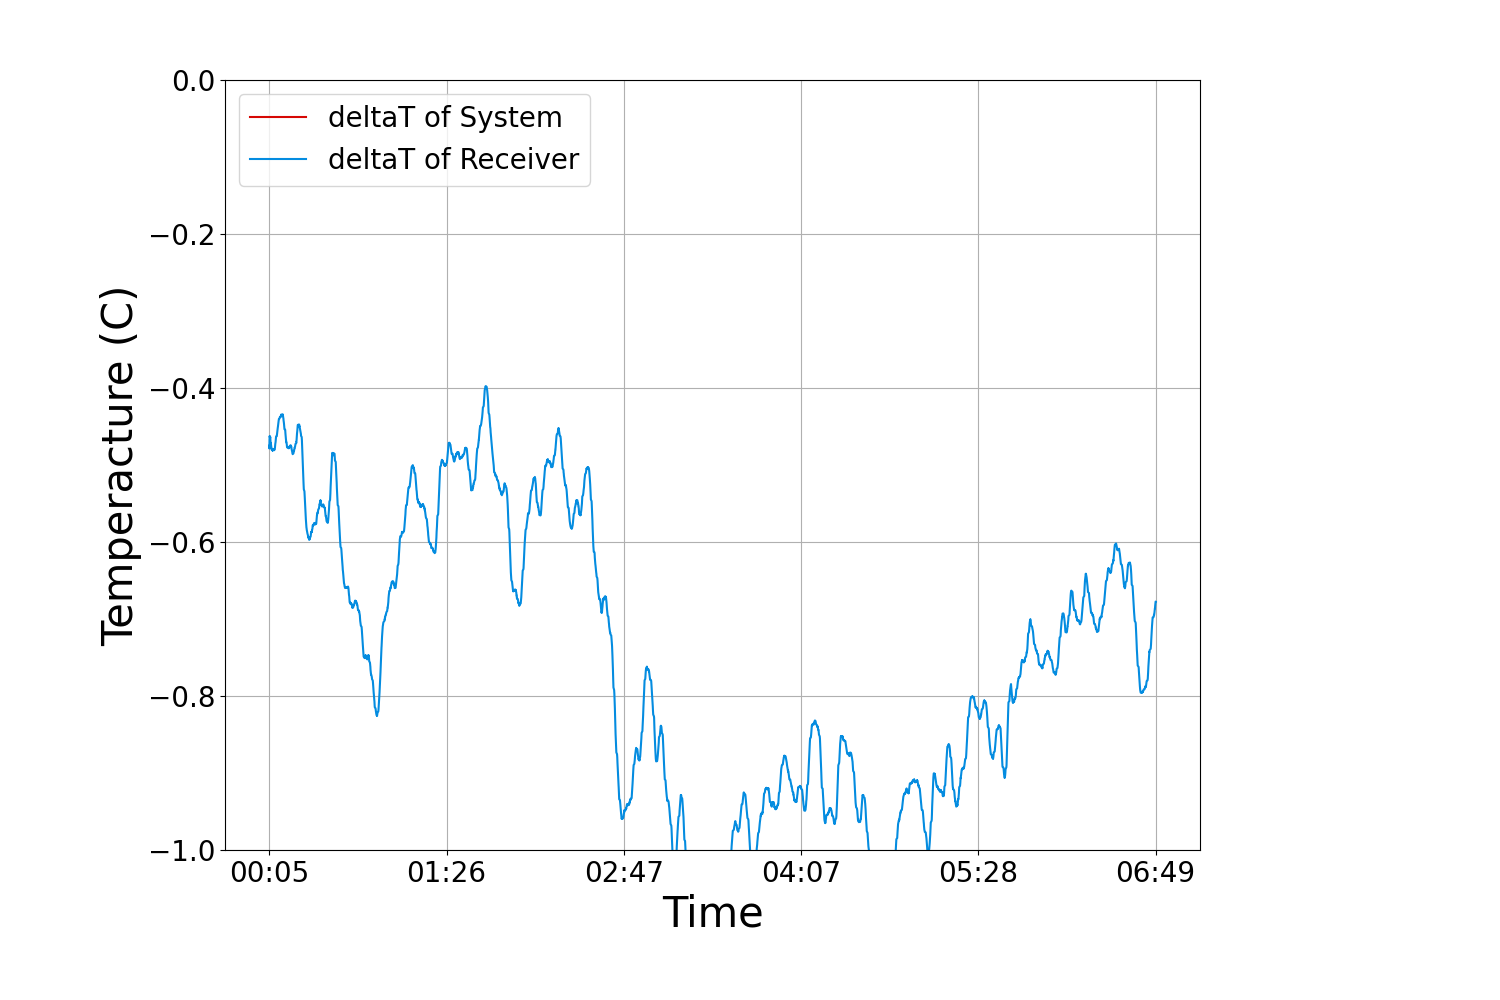 0.0
deltaT of System
deltaT of Receiver
−0.2
−0.4
−0.6
−0.8
−1.0
Temperacture (C)
00:05 01:26 02:47 04:07 05:28 06:49
Time